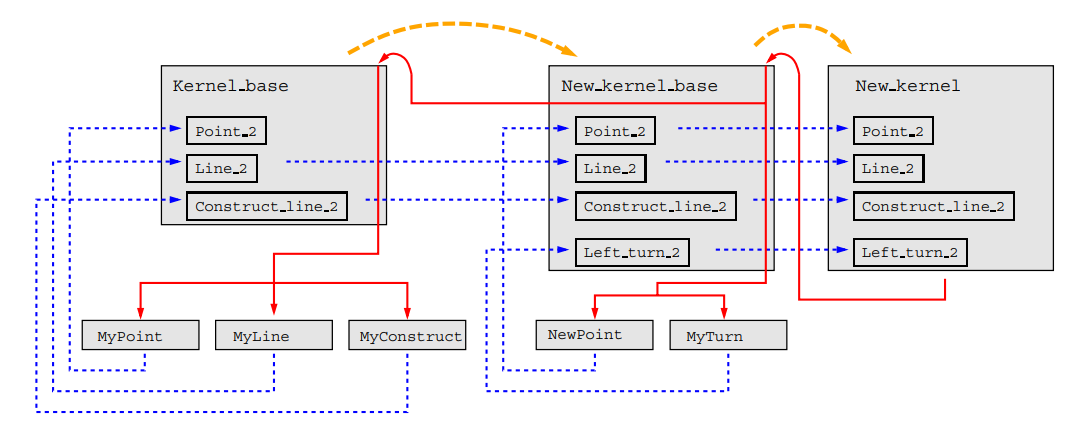 Kernel_base
Point_2
Line_2
Construct_line_2
MyPoint
MyLine
MyConstruct
New_kernel_base
Point_2
Line_2
Construct_line_2
Left_turn_2
NewPoint
MyTurn
New_kernel
Point_2
Line_2
Construct_line_2
Left_turn_2